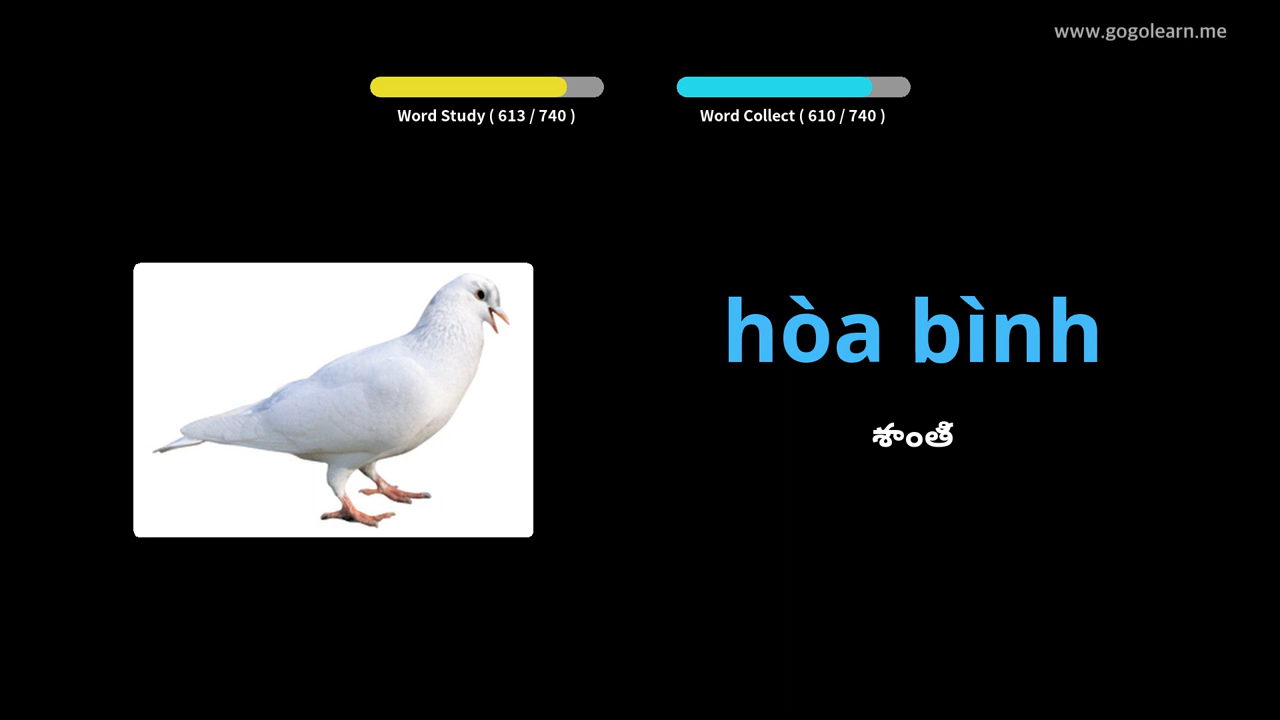 www.gogolearn.me
Word Study ( 613 / 740 )
Word Collect ( 610 / 740 )
hòa bình
శాంతి